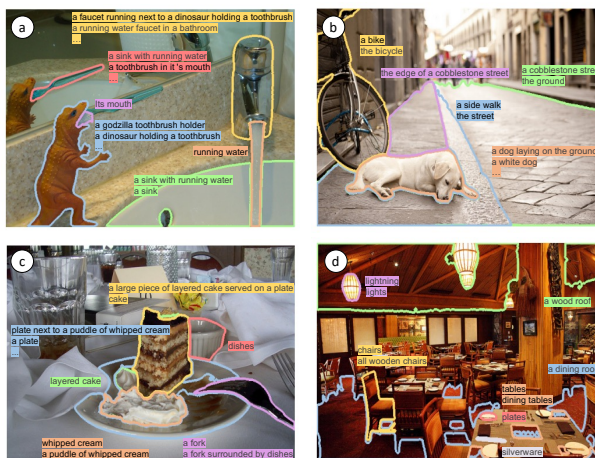 a
a faucet running next to a dinosaur holding a toothbrush
a running water faucet in a bathroom
...
a sink with running water
a toothbrush in it 's mouth
...
Its mouth
a godzilla toothbrush holder
a dinosaur holding a toothbrush
...
running water
a sink with running water
a sink
b
a bike
the bicycle
the edge of a cobblestone street
a cobblestone stre
the ground
a side walk
the street
a dog laying on the ground
a white dog
...
c
a large piece of layered cake served on a plate
cake
plate next to a puddle of whipped cream
a plate
...
dishes
layered cake
whipped cream
a puddle of whipped cream
a fork
a fork surrounded by dishes
d
lightning
lights
a wood roof
chairs
all wooden chairs
a dining roo
tables
dining tables
plates
silverware